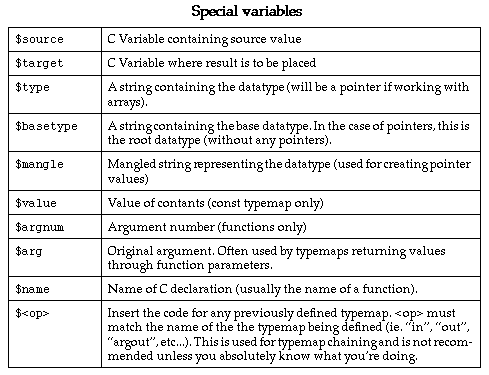 Special variables
$source C Variable containing source value
$target C Variable where result is to be placed
$type A string containing the datatype (will be a pointer if working with
arrays).
$basetype A string containing the base datatype. In the case of pointers, this is
the root datatype (without any pointers).
$mangle Mangled string representing the datatype (used for creating pointer
values)
$value Value of contants (const typemap only)
$argnum Argument number (functions only)
$arg Original argument. Often used by typemaps returning values
through function parameters.
$name Name of C declaration (usually the name of a function).
$<op> Insert the code for any previously defined typemap. <op> must
match the name of the the typemap being defined (ie. “in”, “out”,
“argout”, etc...). This is used for typemap chaining and is not recom-
mended unless you absolutely know what you’re doing.